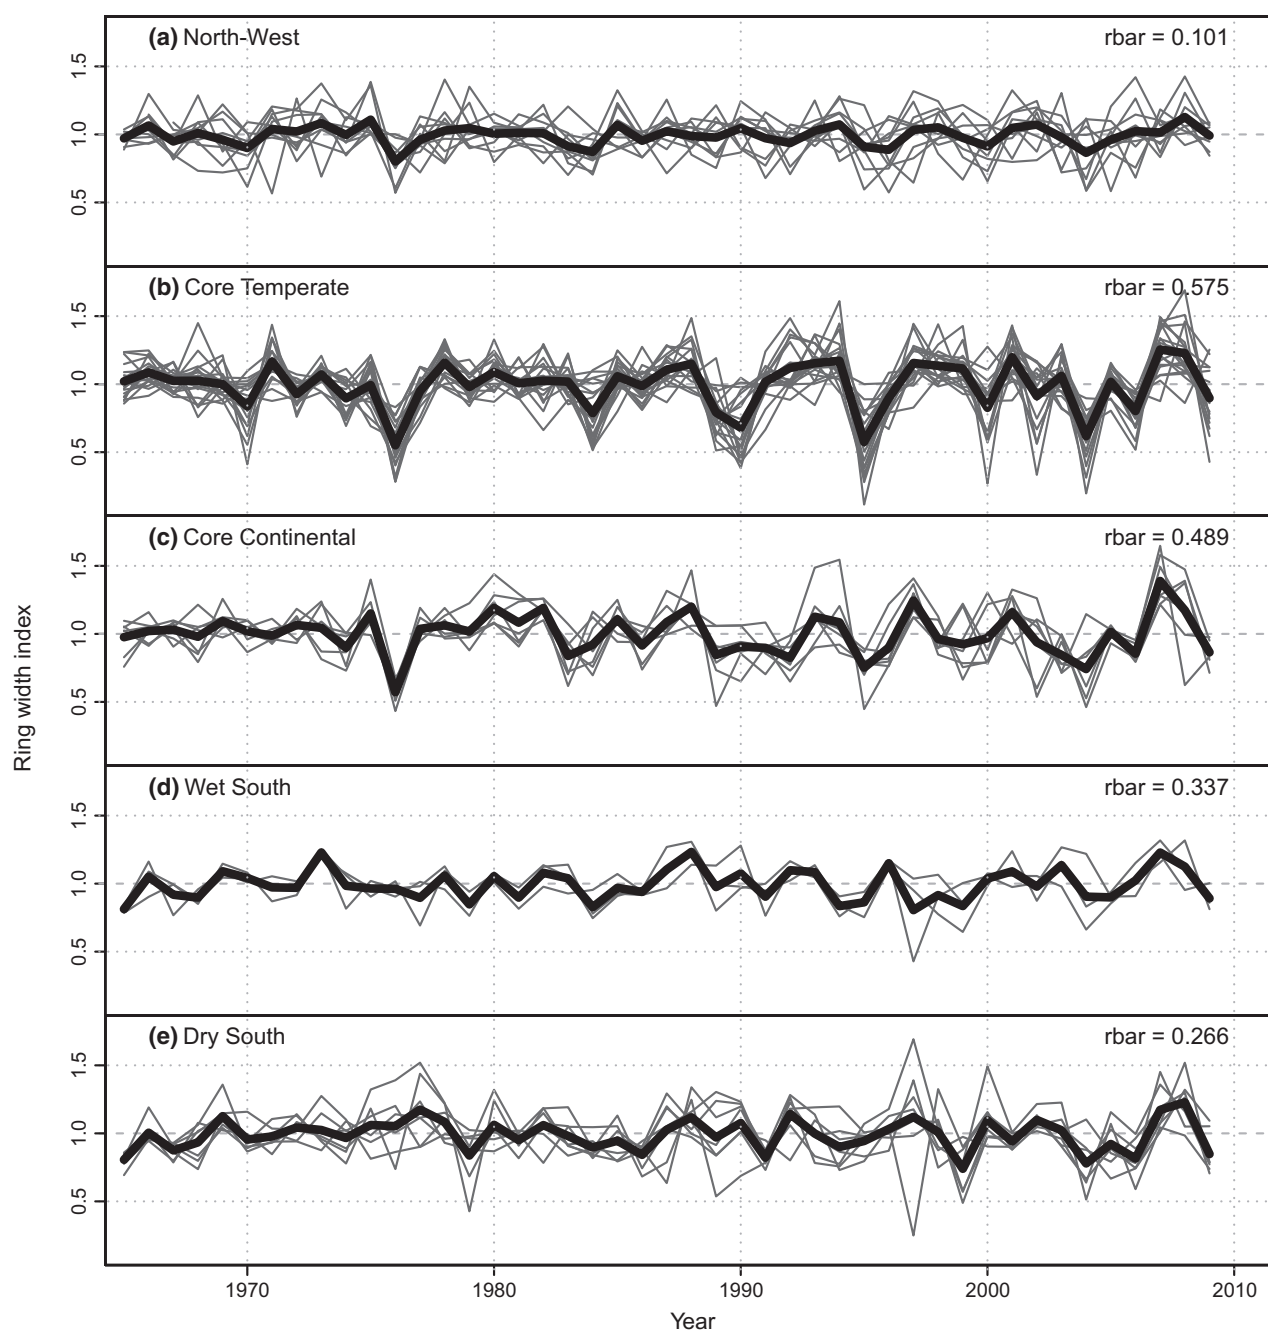 (a) North-West rbar = 0.101
1.5
1.0
0.5
(b) Core Temperate rbar = 0.575
1.5
1.0
0.5
(c) Core Continental rbar = 0.489
1.5
1.0
0.5
Ring width index
(d) Wet South rbar = 0.337
1.5
1.0
0.5
(e) Dry South rbar = 0.266
1.5
1.0
0.5
1970 1980 1990 2000 2010
Year